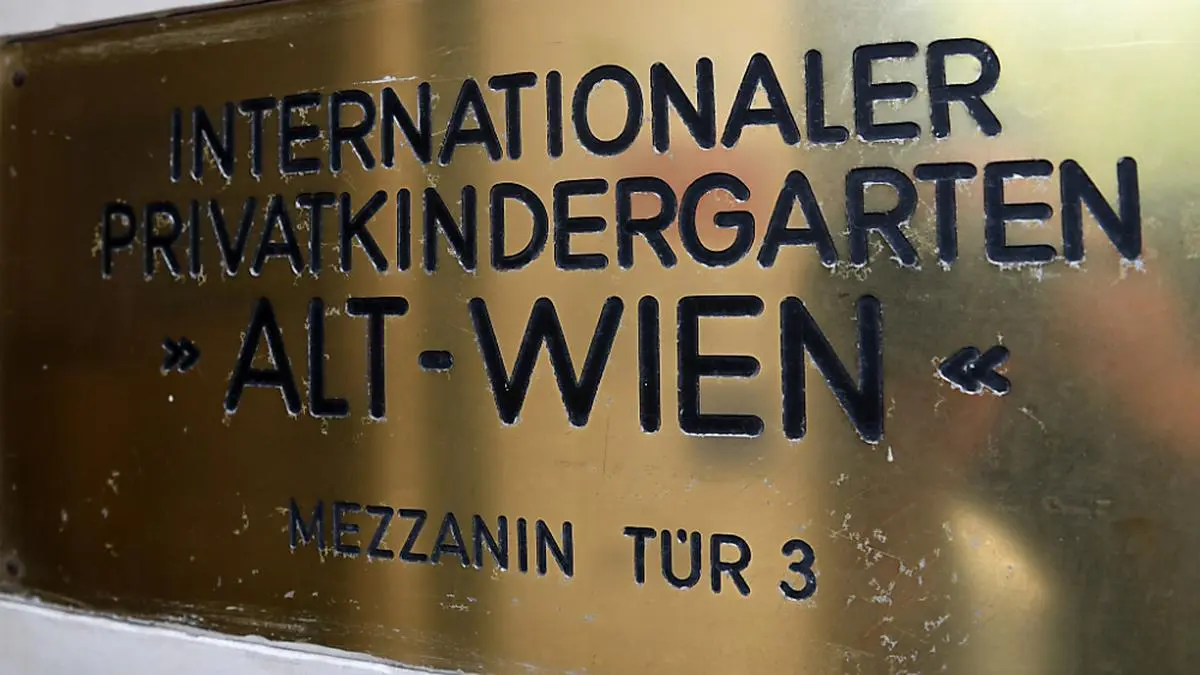 INTERNATIONALER
PRIVATKINDERGARTEN
» ALT-WIEN «
MEZZANIN TÜR 3